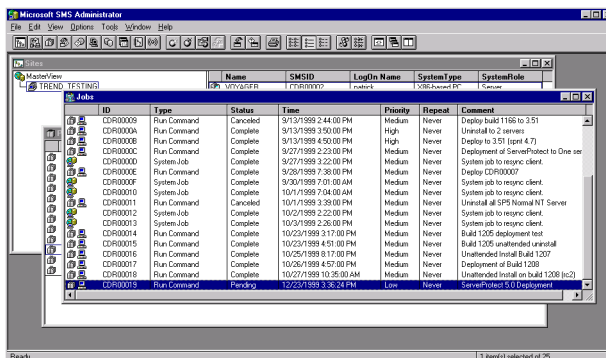 Microsoft SMS Administrator
File Edit View Options Tools Window Help
Sites
MasterView
TREND_TESTING
Name SMSID LogOn Name SystemType SystemRole
VOYAGER CDR00002 patrick X86-based PC Server
Jobs
ID Type Status Time Priority Repeat Comment
CDR00009 Run Command Canceled 9/13/1999 2:44:00 PM Medium Never Deploy build 1166 to 3.51
CDR0000A Run Command Complete 9/13/1999 3:50:00 PM High Never Uninstall to 2 servers
CDR0000B Run Command Complete 9/13/1999 4:50:00 PM High Never Deploy to 3.51 (spnt 4.7)
CDR0000C Run Command Complete 9/27/1999 2:23:00 PM Medium Never Deployment of ServerProtect to One ser
CDR0000D System Job Complete 9/27/1999 3:22:00 PM Medium Never System job to resync client.
CDR0000E Run Command Complete 9/28/1999 7:38:00 PM Medium Never Deploy CDR00007
CDR0000F System Job Complete 9/30/1999 7:01:00 AM Medium Never System job to resync client.
CDR00010 System Job Complete 10/1/1999 7:04:00 AM Medium Never System job to resync client.
CDR00011 Run Command Canceled 10/1/1999 3:39:00 PM Medium Never Uninstall all SP5 Normal NT Server
CDR00012 System Job Complete 10/2/1999 2:22:00 PM Medium Never System job to resync client.
CDR00013 System Job Complete 10/3/1999 2:26:00 PM Medium Never System job to resync client.
CDR00014 Run Command Complete 10/23/1999 3:17:00 PM Medium Never Build 1205 deployment test
CDR00015 Run Command Complete 10/23/1999 4:51:00 PM Medium Never Build 1205 unattended uninstall
CDR00016 Run Command Complete 10/25/1999 8:17:00 PM Medium Never Unattended Install Build 1207
CDR00017 Run Command Complete 10/26/1999 4:57:00 PM Medium Never Deployment of Build 1208
CDR00018 Run Command Complete 10/27/1999 10:35:00 AM Medium Never Unattended Install on build 1208 (rc2)
CDR00019 Run Command Pending 12/23/1999 3:36:24 PM Low Never ServerProtect 5.0 Deployment
Ready 1 item(s) selected of 25